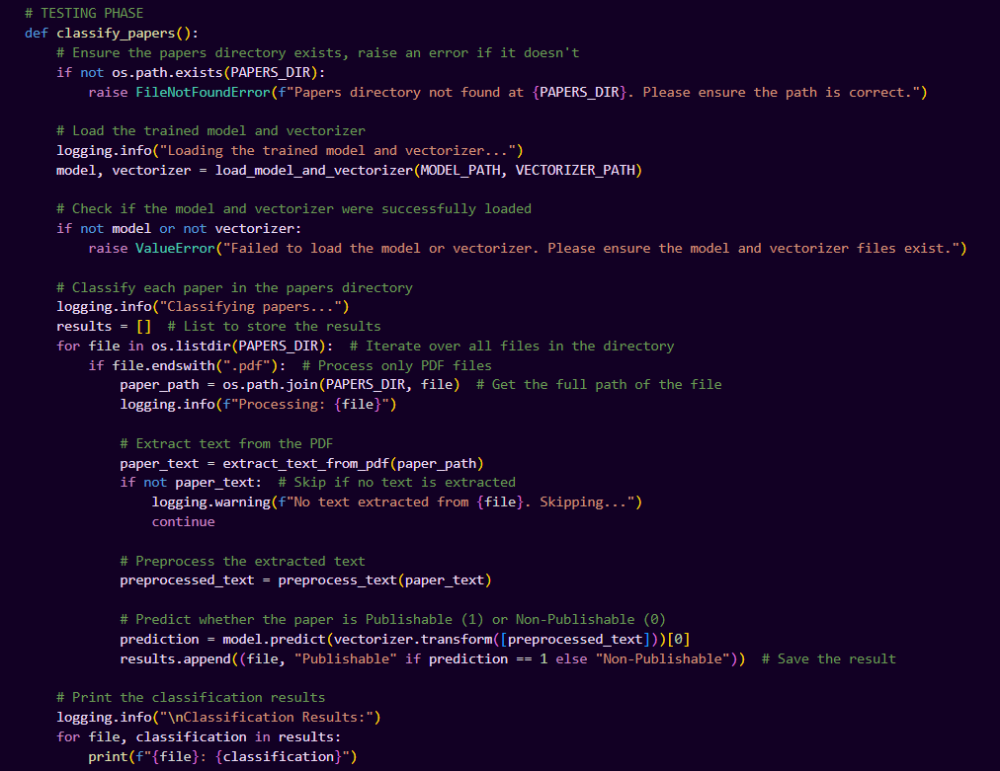 # TESTING PHASE
def classify_papers():
    # Ensure the papers directory exists, raise an error if it doesn't
    if not os.path.exists(PAPERS_DIR):
        raise FileNotFoundError(f"Papers directory not found at {PAPERS_DIR}. Please ensure the path is correct.")

    # Load the trained model and vectorizer
    logging.info("Loading the trained model and vectorizer...")
    model, vectorizer = load_model_and_vectorizer(MODEL_PATH, VECTORIZER_PATH)

    # Check if the model and vectorizer were successfully loaded
    if not model or not vectorizer:
        raise ValueError("Failed to load the model or vectorizer. Please ensure the model and vectorizer files exist.")

    # Classify each paper in the papers directory
    logging.info("Classifying papers...")
    results = []  # List to store the results
    for file in os.listdir(PAPERS_DIR):  # Iterate over all files in the directory
        if file.endswith(".pdf"):  # Process only PDF files
            paper_path = os.path.join(PAPERS_DIR, file)  # Get the full path of the file
            logging.info(f"Processing: {file}")

            # Extract text from the PDF
            paper_text = extract_text_from_pdf(paper_path)
            if not paper_text:  # Skip if no text is extracted
                logging.warning(f"No text extracted from {file}. Skipping...")
                continue

            # Preprocess the extracted text
            preprocessed_text = preprocess_text(paper_text)

            # Predict whether the paper is Publishable (1) or Non-Publishable (0)
            prediction = model.predict(vectorizer.transform([preprocessed_text]))[0]
            results.append((file, "Publishable" if prediction == 1 else "Non-Publishable"))  # Save the result

    # Print the classification results
    logging.info("\nClassification Results:")
    for file, classification in results:
        print(f"{file}: {classification}")